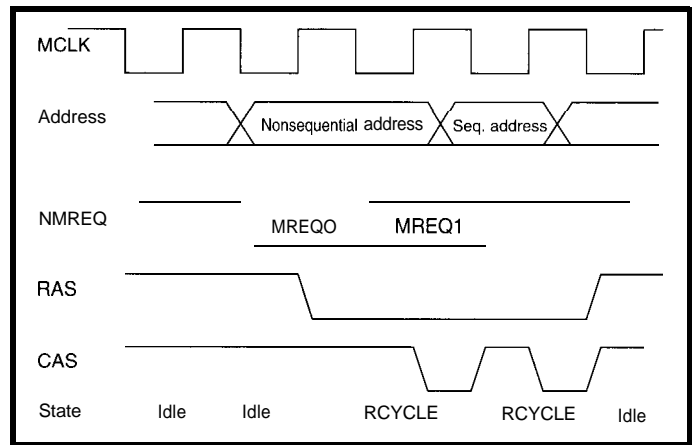 MCLK
Address
Nonsequential address
Seq. address
NMREQ
MREQO
MREQ1
RAS
CAS
State Idle Idle RCYCLE RCYCLE Idle